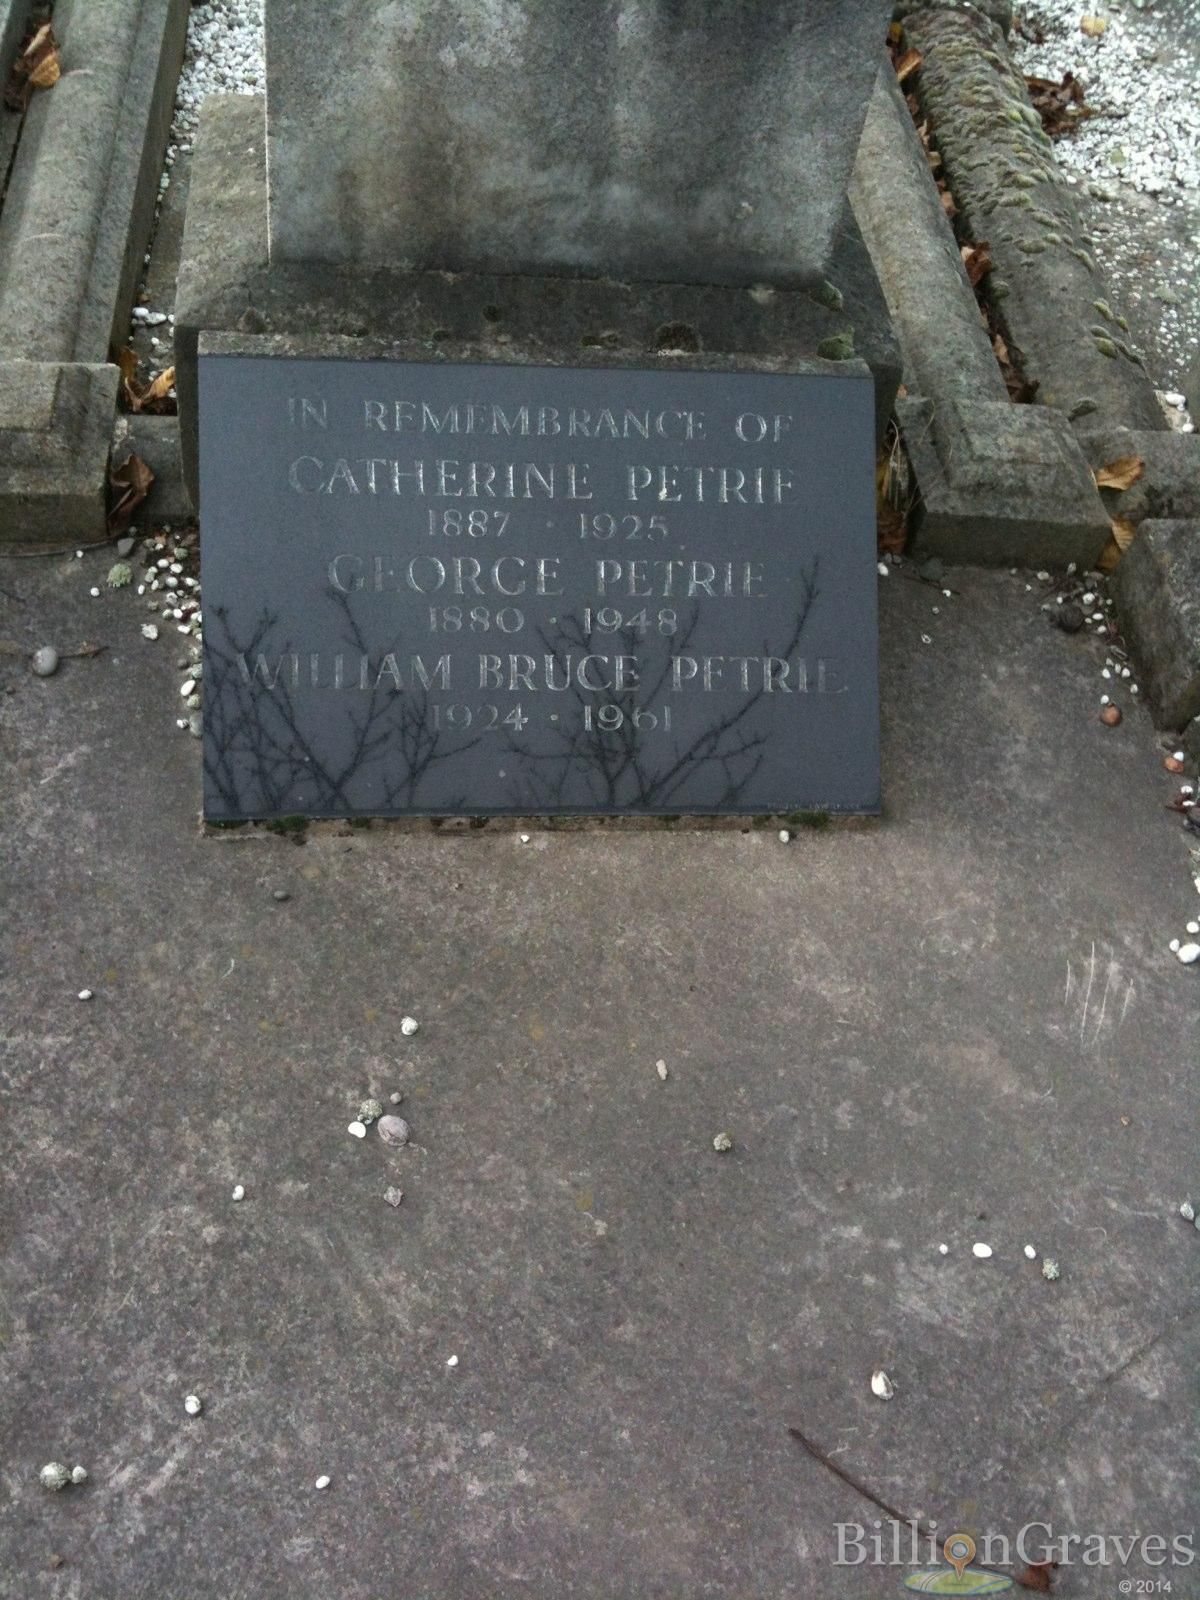 IN REMEMBRANCE OF
CATHERINE PETRIE
1887 · 1925
GEORGE PETRIE
1880 · 1948
WILLIAM BRUCE PETRIE
1924 · 1961
BillionGraves
© 2014